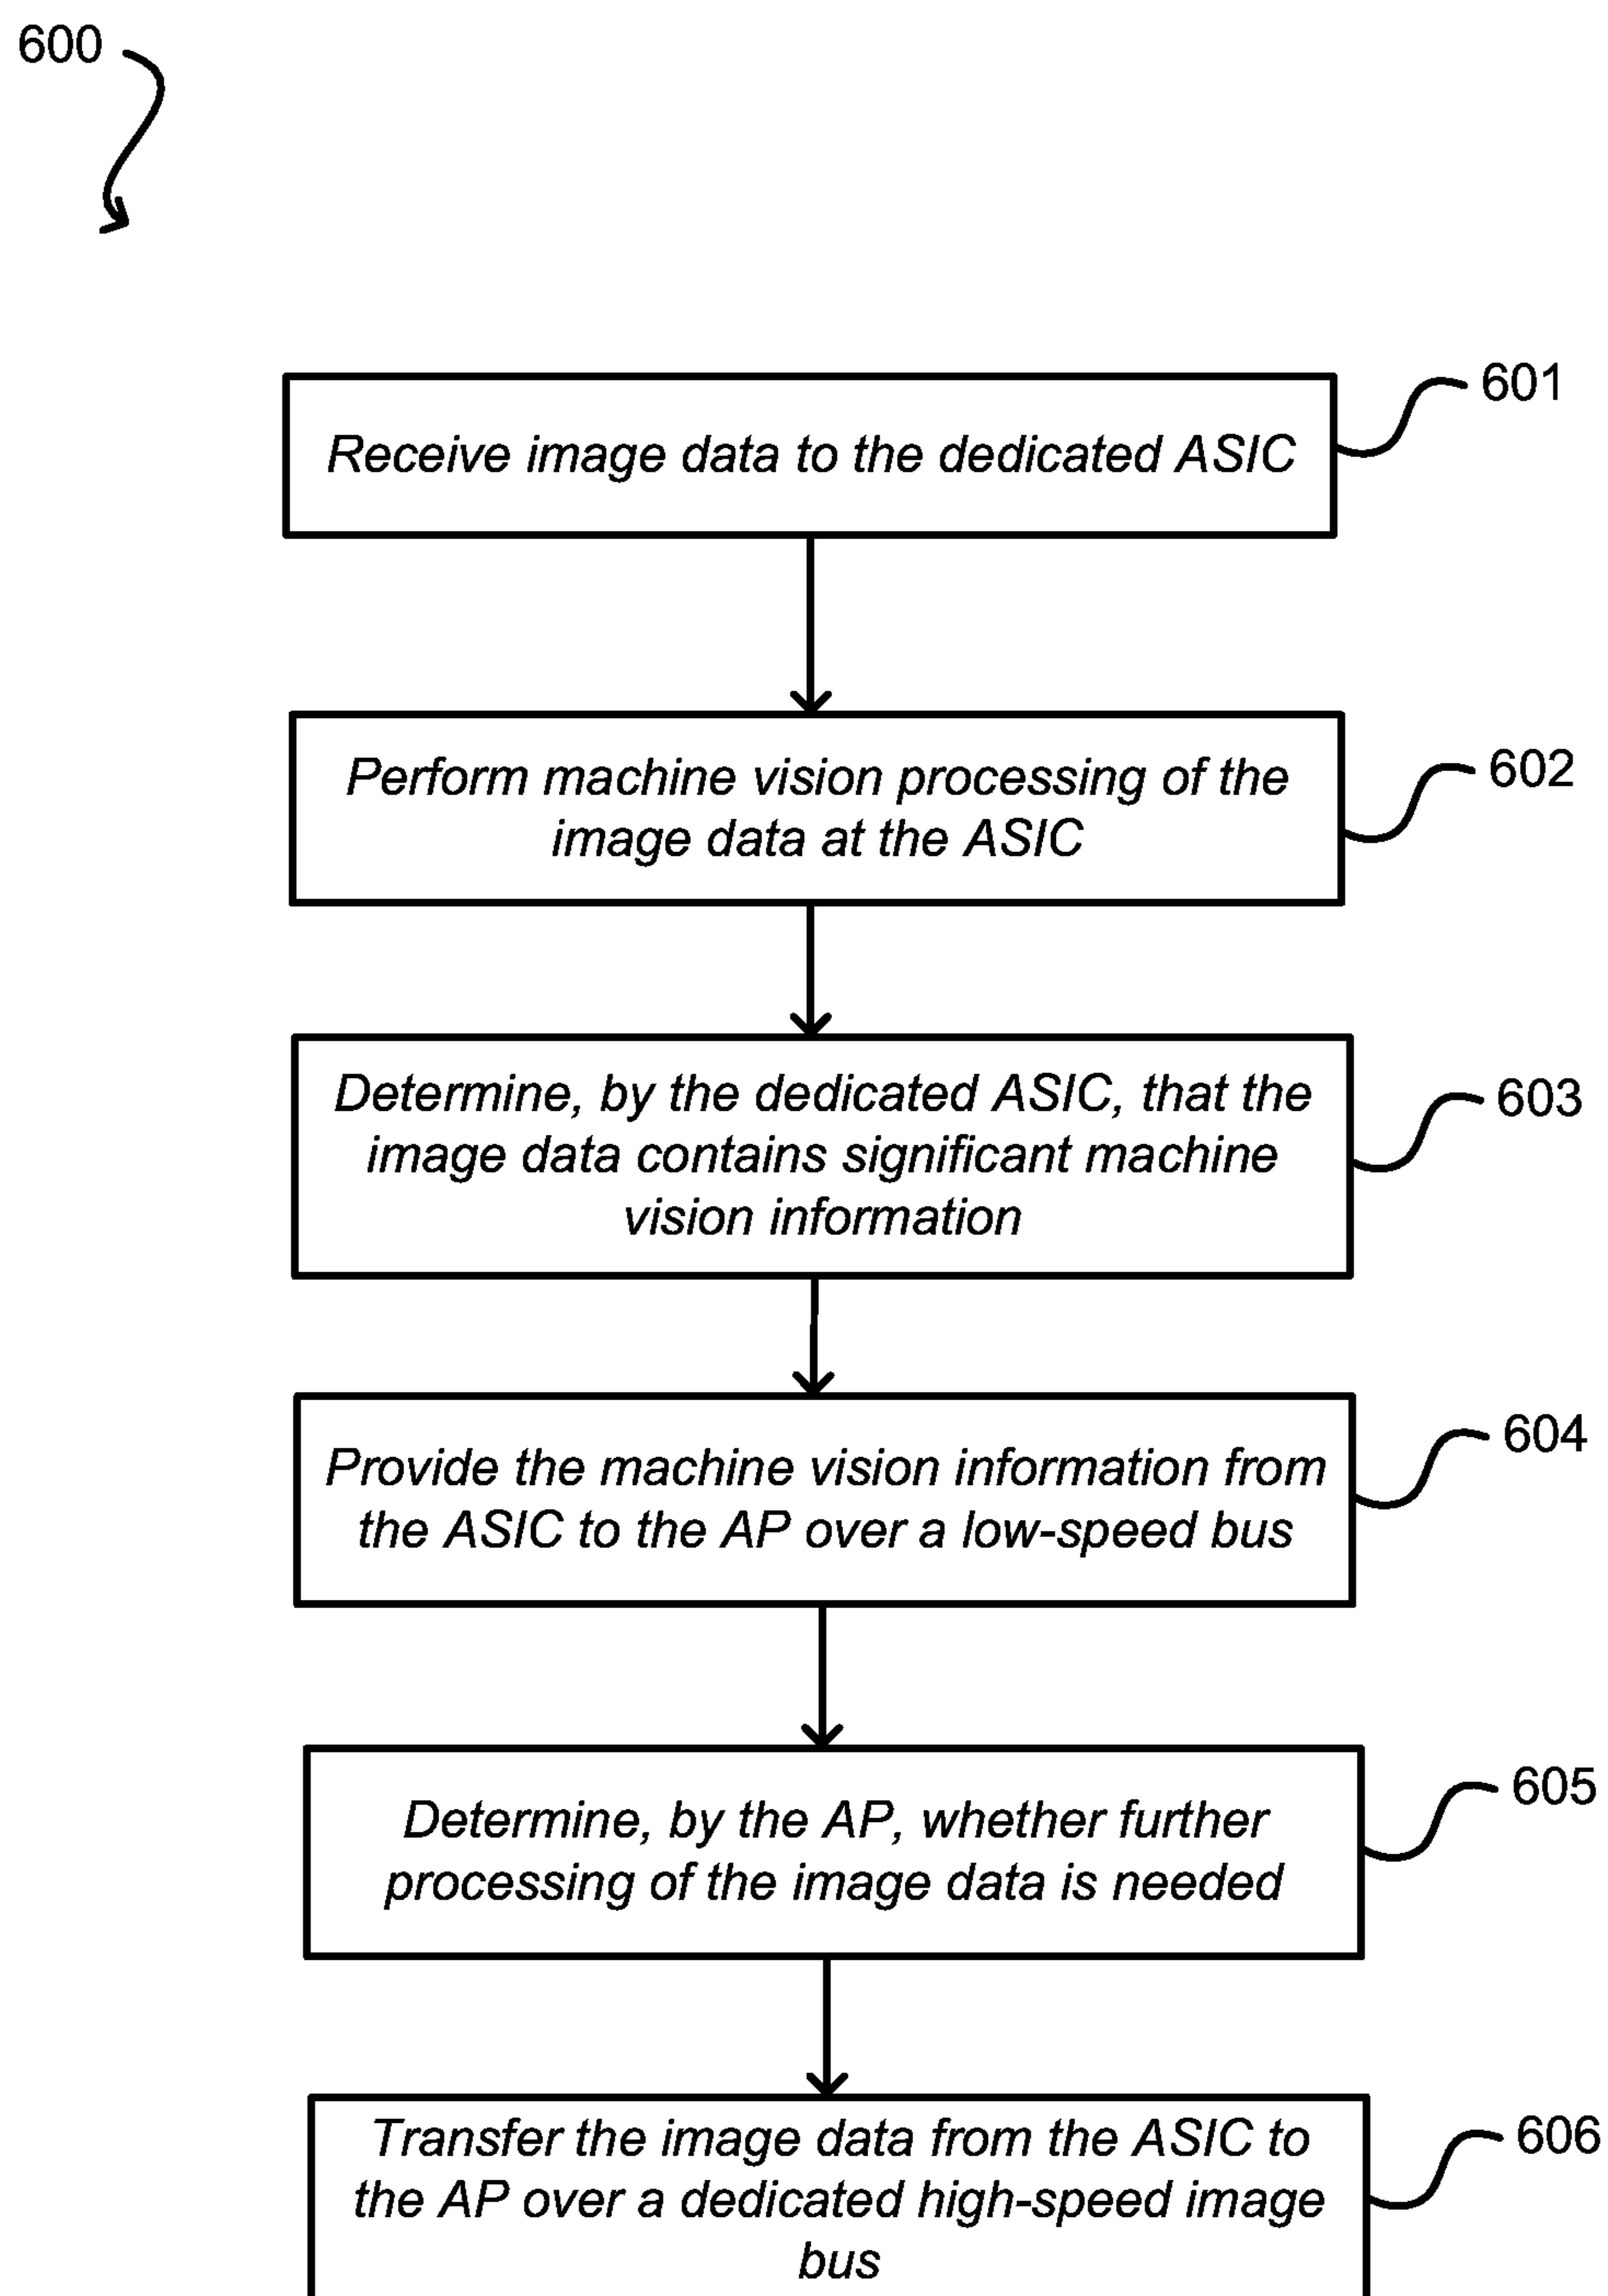 600
601
Receive image data to the dedicated ASIC
602
Perform machine vision processing of the
image data at the ASIC
603
Determine, by the dedicated ASIC, that the
image data contains significant machine
vision information
604
Provide the machine vision information from
the ASIC to the AP over a low-speed bus
605
Determine, by the AP, whether further
processing of the image data is needed
606
Transfer the image data from the ASIC to
the AP over a dedicated high-speed image
bus